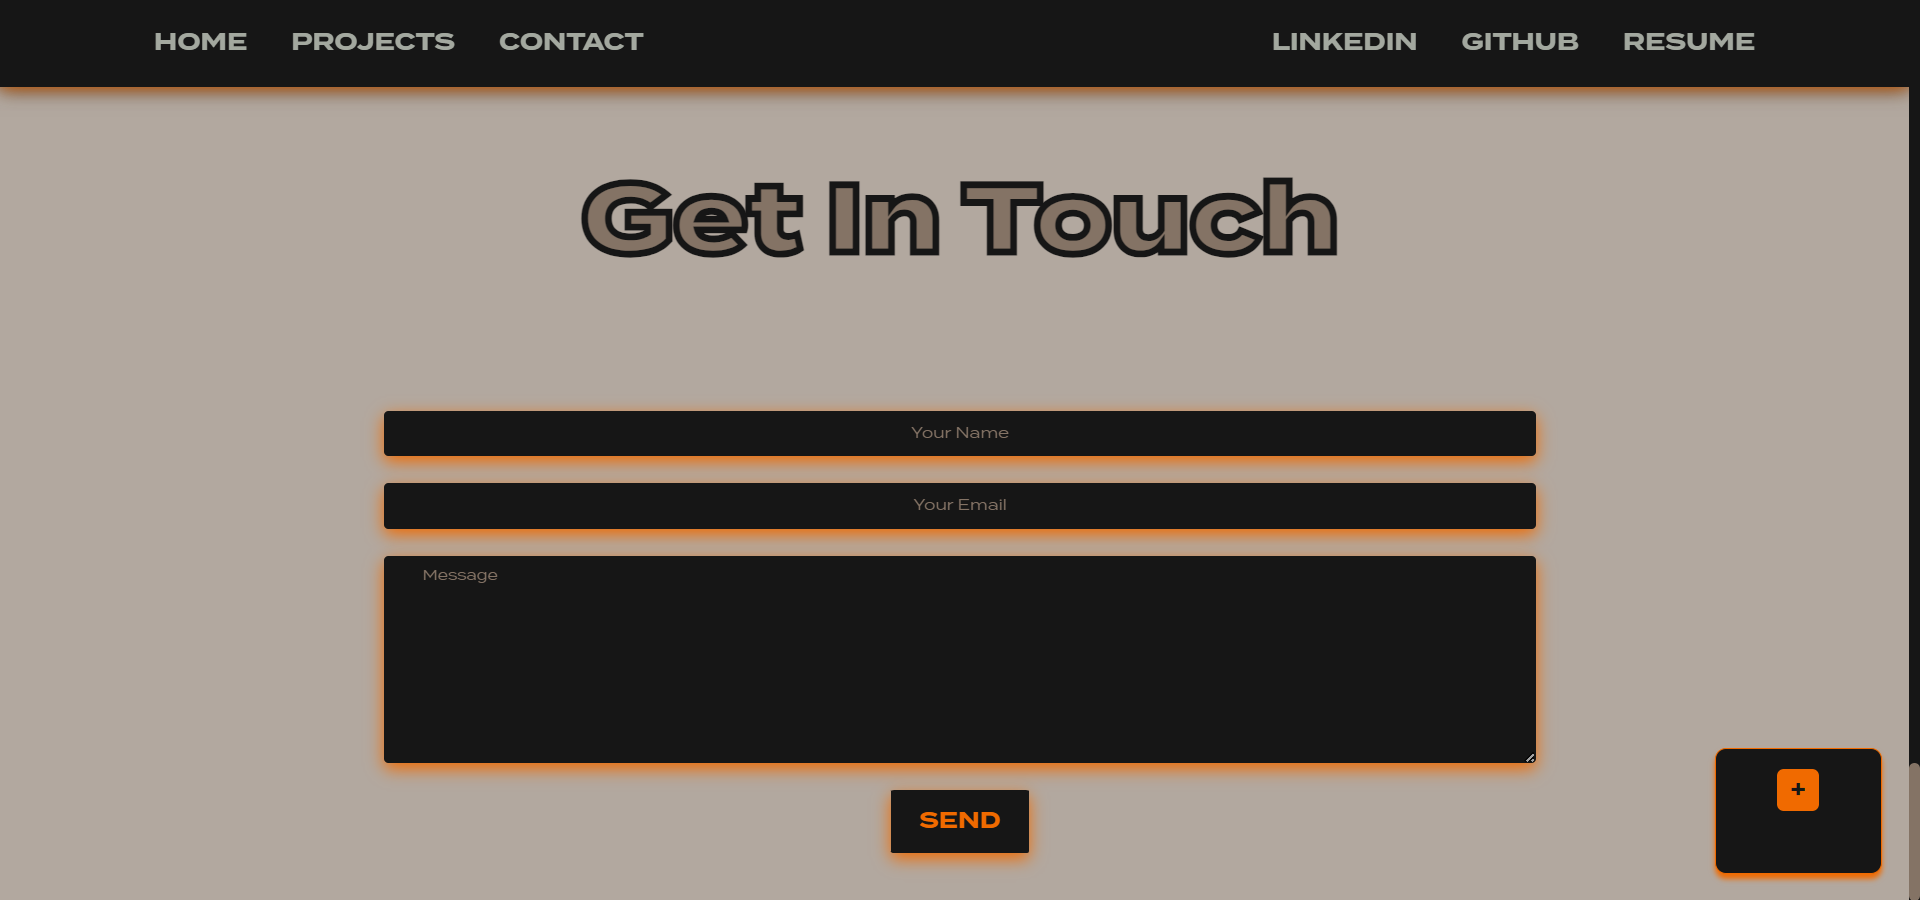 HOME PROJECTS CONTACT LINKEDIN GITHUB RESUME
Get In Touch
Your Name
Your Email
Message
SEND
+